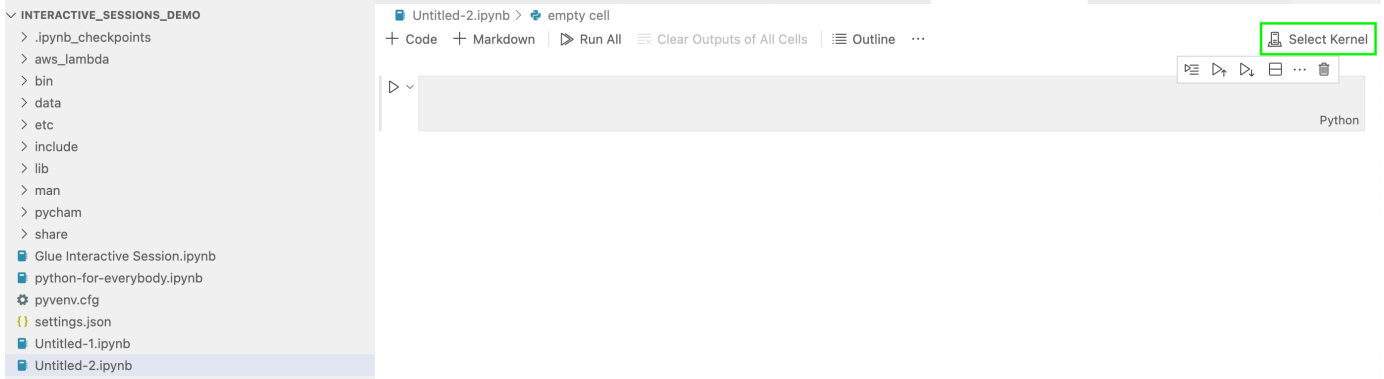 INTERACTIVE_SESSIONS_DEMO
.ipynb_checkpoints
aws_lambda
bin
data
etc
include
lib
man
pycham
share
Glue Interactive Session.ipynb
python-for-everybody.ipynb
pyvenv.cfg
settings.json
Untitled-1.ipynb
Untitled-2.ipynb
Untitled-2.ipynb > empty cell
+ Code + Markdown Run All Clear Outputs of All Cells Outline ... Select Kernel
Python